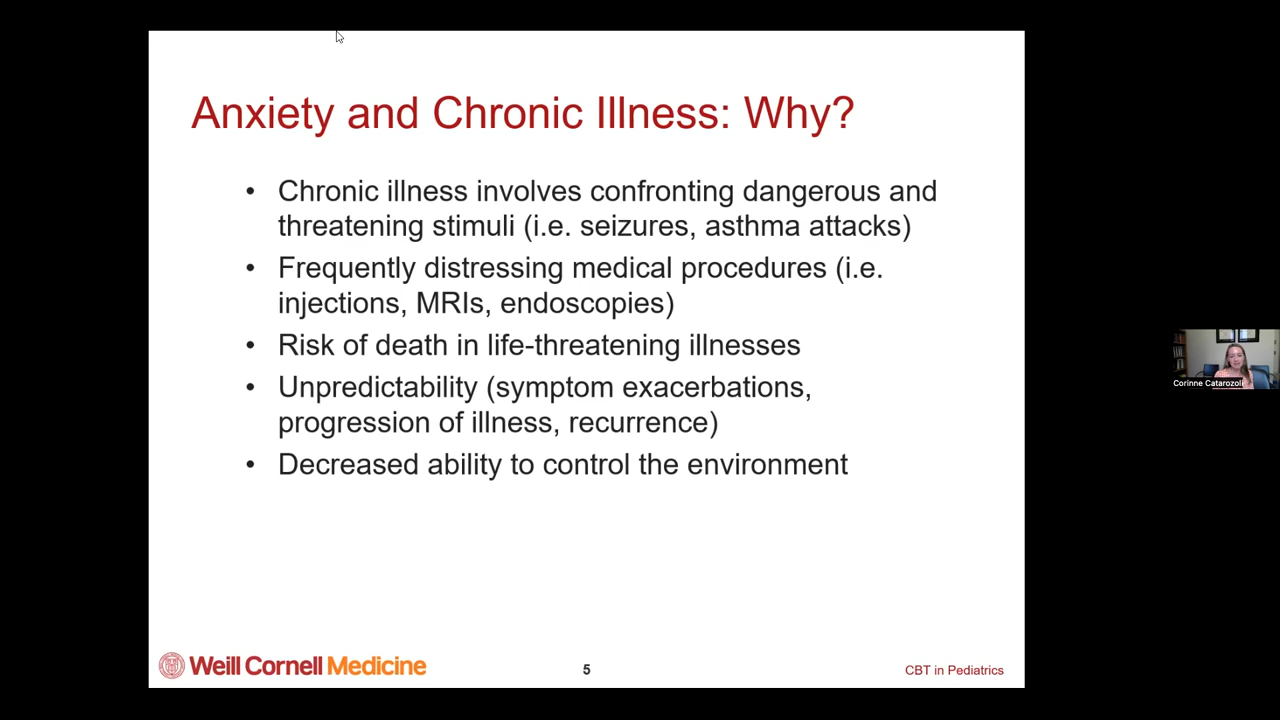 Anxiety and Chronic Illness: Why?
• Chronic illness involves confronting dangerous and
threatening stimuli (i.e. seizures, asthma attacks)
• Frequently distressing medical procedures (i.e.
injections, MRIs, endoscopies)
• Risk of death in life-threatening illnesses
• Unpredictability (symptom exacerbations,
progression of illness, recurrence)
• Decreased ability to control the environment
Corinne Catarozoli
Weill Cornell Medicine
5
CBT in Pediatrics